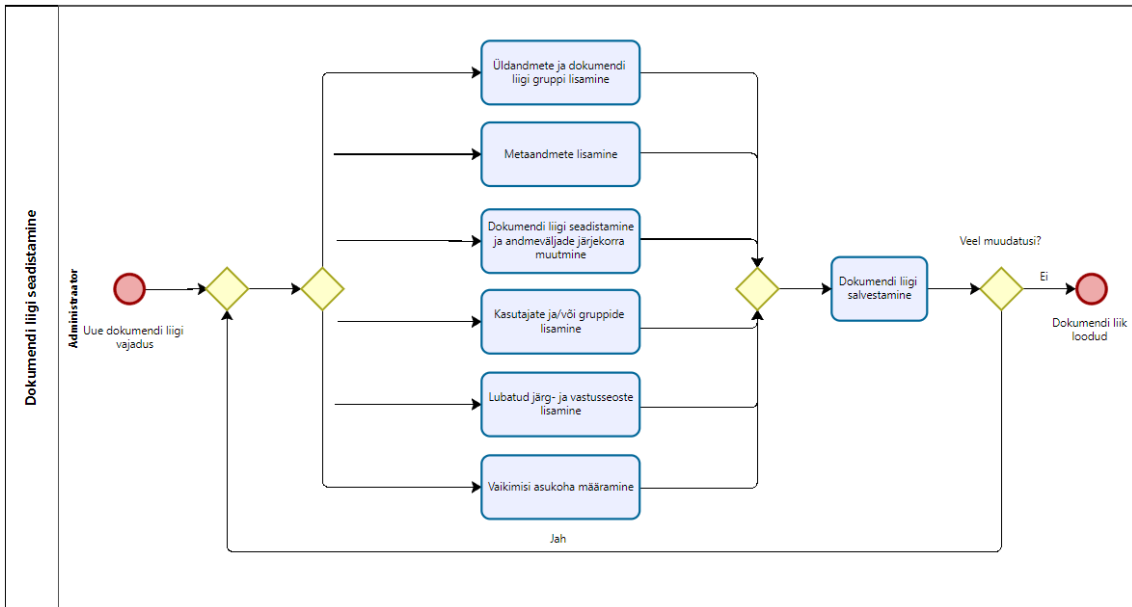 Dokumendi liigi seadistamine
Administraator
Uue dokumendi liigi
vajadus
Üldandmete ja dokumendi
liigi gruppi lisamine
Metaandmete lisamine
Dokumendi liigi seadistamine
ja andmeväljade järjekorra
muutmine
Kasutajate ja/või gruppide
lisamine
Lubatud järg- ja vastusseoste
lisamine
Vaikimisi asukoha määramine
Dokumendi liigi
salvestamine
Veel muudatusi?
Ei
Dokumendi liik
loodud
Jah